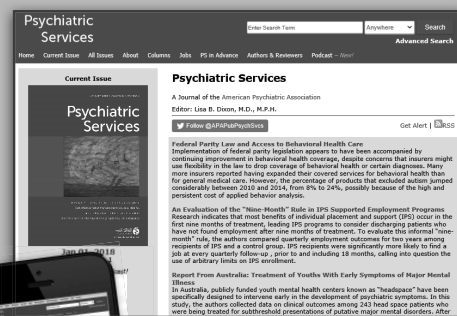 Psychiatric
Services
Enter Search Term
Anywhere
Search
Advanced Search
Home Current Issue All Issues About Columns Jobs PS in Advance Authors & Reviewers Podcast – New!
Current Issue
Psychiatric
Services
Jan 01, 2018
Psychiatric Services
A Journal of the American Psychiatric Association
Editor: Lisa B. Dixon, M.D., M.P.H.
Follow @APAPubPsychSvcs
Get Alert | RSS
Federal Parity Law and Access to Behavioral Health Care
Implementation of federal parity legislation appears to have been accompanied by
continuing improvement in behavioral health coverage, despite concerns that insurers might
use flexibility in the law to drop coverage of behavioral health or certain diagnoses. Many
more insurers reported having expanded their covered services for behavioral health than
for general medical care. However, the percentage of products that excluded autism jumped
considerably between 2010 and 2014, from 8% to 24%, possibly because of the high and
persistent cost of applied behavior analysis.
An Evaluation of the "Nine-Month" Rule in IPS Supported Employment Programs
Research indicates that most benefits of individual placement and support (IPS) occur in the
first nine months of treatment, leading IPS programs to consider discharging patients who
have not found employment after nine months of treatment. To evaluate this informal "nine-
month" rule, the authors compared quarterly employment outcomes for two years among
recipients of IPS and a control group. IPS recipients were significantly more likely to find a
job at every quarterly follow-up , prior to and including 18 months, calling into question the
use of arbitrary limits on IPS enrollment.
Report From Australia: Treatment of Youths With Early Symptoms of Major Mental
Illness
In Australia, publicly funded youth mental health centers known as "headspace" have been
specifically designed to intervene early in the development of psychiatric symptoms. In this
study, the authors collected data on clinical outcomes among 243 head space patients who
were being treated for subthreshold presentations of mental disorders. After